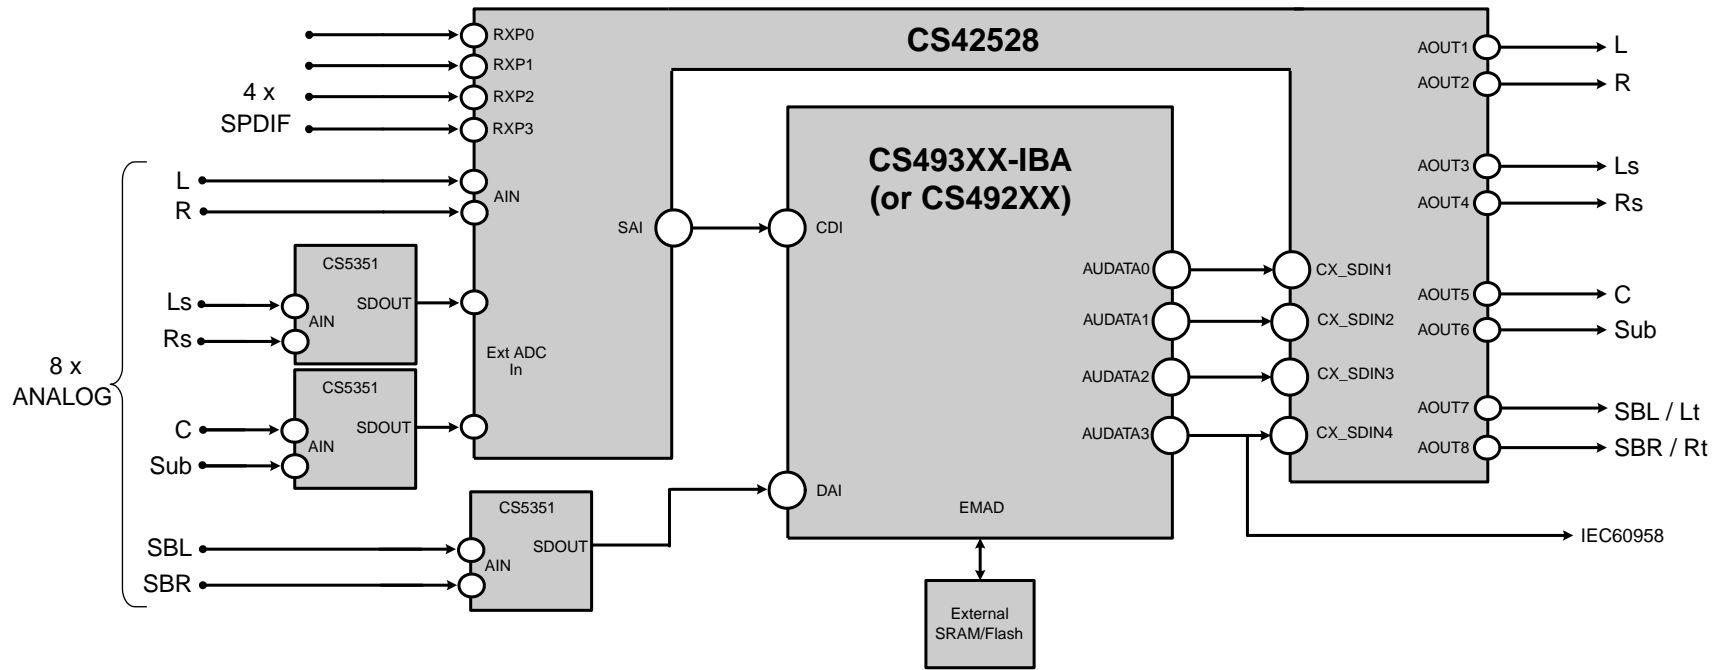 CS42528
RXP0
RXP1
RXP2
RXP3
4 x
SPDIF
L
R
AIN
8 x
ANALOG
Ls
Rs
CS5351
AIN
SDOUT
Ext ADC
In
C
Sub
CS5351
AIN
SDOUT
SBL
SBR
CS5351
AIN
SDOUT
SAI
CS493XX-IBA
(or CS492XX)
CDI
DAI
EMAD
AUDATA0
AUDATA1
AUDATA2
AUDATA3
CX_SDIN1
CX_SDIN2
CX_SDIN3
CX_SDIN4
External
SRAM/Flash
AOUT1
L
AOUT2
R
AOUT3
Ls
AOUT4
Rs
AOUT5
C
AOUT6
Sub
AOUT7
SBL / Lt
AOUT8
SBR / Rt
IEC60958